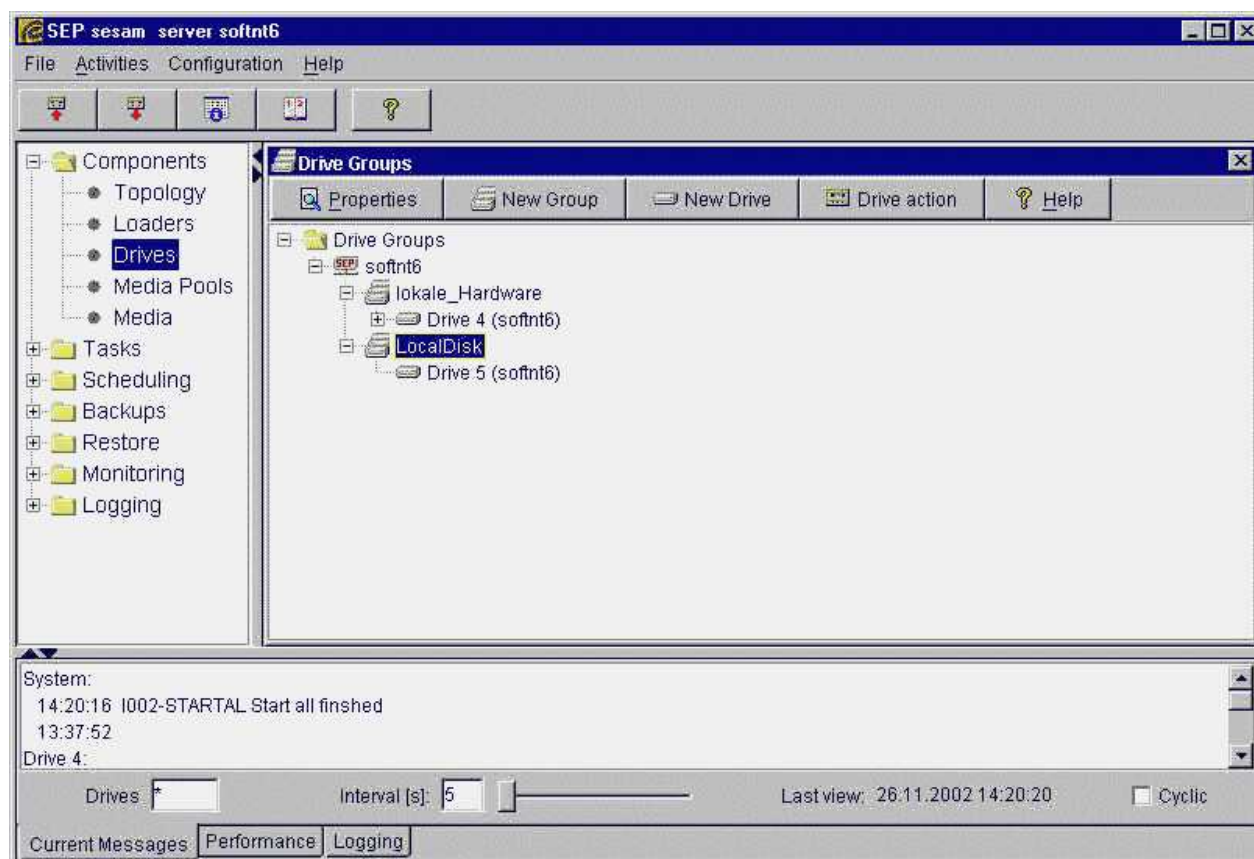 SEP sesam server softnt6
File Activities Configuration Help
Components
Topology
Loaders
Drives
Media Pools
Media
Tasks
Scheduling
Backups
Restore
Monitoring
Logging
Drive Groups
Properties New Group New Drive Drive action Help
Drive Groups
SEP softnt6
lokale_Hardware
Drive 4 (softnt6)
LocalDisk
Drive 5 (softnt6)
System:
14:20:16 I002-STARTAL Start all finshed
13:37:52
Drive 4:
Drives * Interval [s]: 5 Last view: 26.11.2002 14:20:20 Cyclic
Current Messages Performance Logging